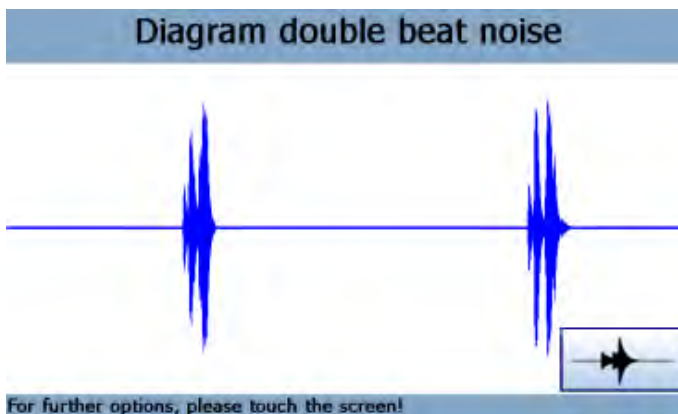 Diagram double beat noise
For further options, please touch the screen!